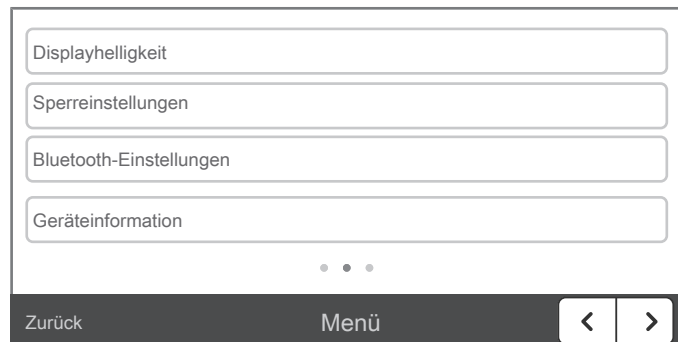 Displayhelligkeit
Sperreinstellungen
Bluetooth-Einstellungen
Geräteinformation
Zurück Menü